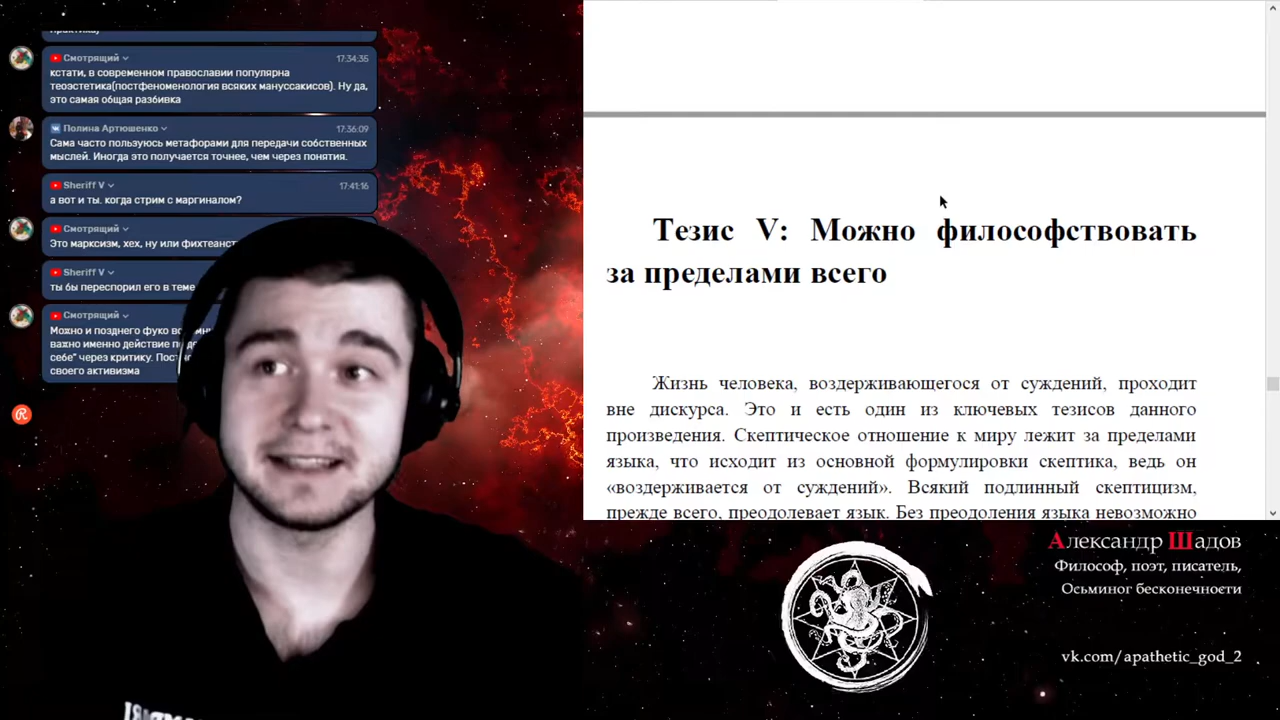 практика)
Смотрящий 17:34:35
кстати, в современном православии популярна
теоэстетика(постфеноменология всяких мануссакисов). Ну да,
это самая общая разбивка
Полина Артюшенко 17:36:09
Сама часто пользуюсь метафорами для передачи собственных
мыслей. Иногда это получается точнее, чем через понятия.
Sheriff V 17:41:16
а вот и ты. когда стрим с маргиналом?
Смотрящий
Это марксизм, хех, ну или фихтеанст
Sheriff V
ты бы переспорил его в теме
Смотрящий
Можно и позднего фуко
важно именно действие
себе" через критику.
своего активизма
Тезис V: Можно философствовать
за пределами всего
Жизнь человека, воздерживающегося от суждений, проходит
вне дискурса. Это и есть один из ключевых тезисов данного
произведения. Скептическое отношение к миру лежит за пределами
языка, что исходит из основной формулировки скептика, ведь он
«воздерживается от суждений». Всякий подлинный скептицизм,
прежде всего, преодолевает язык. Без преодоления языка невозможно
Александр Шадов
Философ, поэт, писатель,
Осьминог бесконечности
vk.com/apathetic_god_2